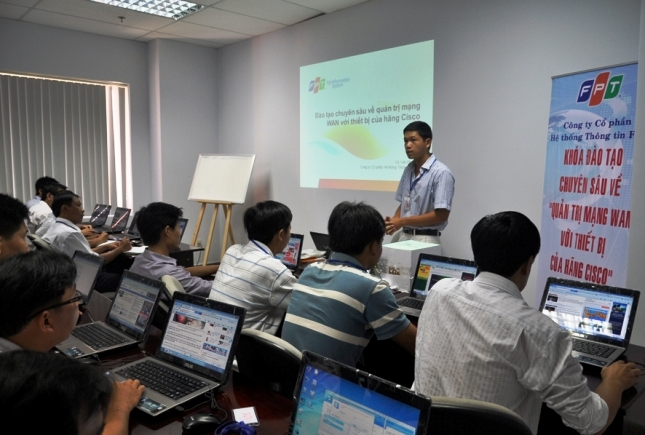 FPT
Đào tạo chuyên sâu về quản trị mạng
WAN với thiết bị của hãng Cisco
FPT
Công ty Cổ phần
Hệ thống Thông tin F
KHÓA ĐÀO TẠO
CHUYÊN SÂU VỀ
"QUẢN TRỊ MẠNG WAN
VỚI THIẾT BỊ
CỦA HÃNG CISCO"